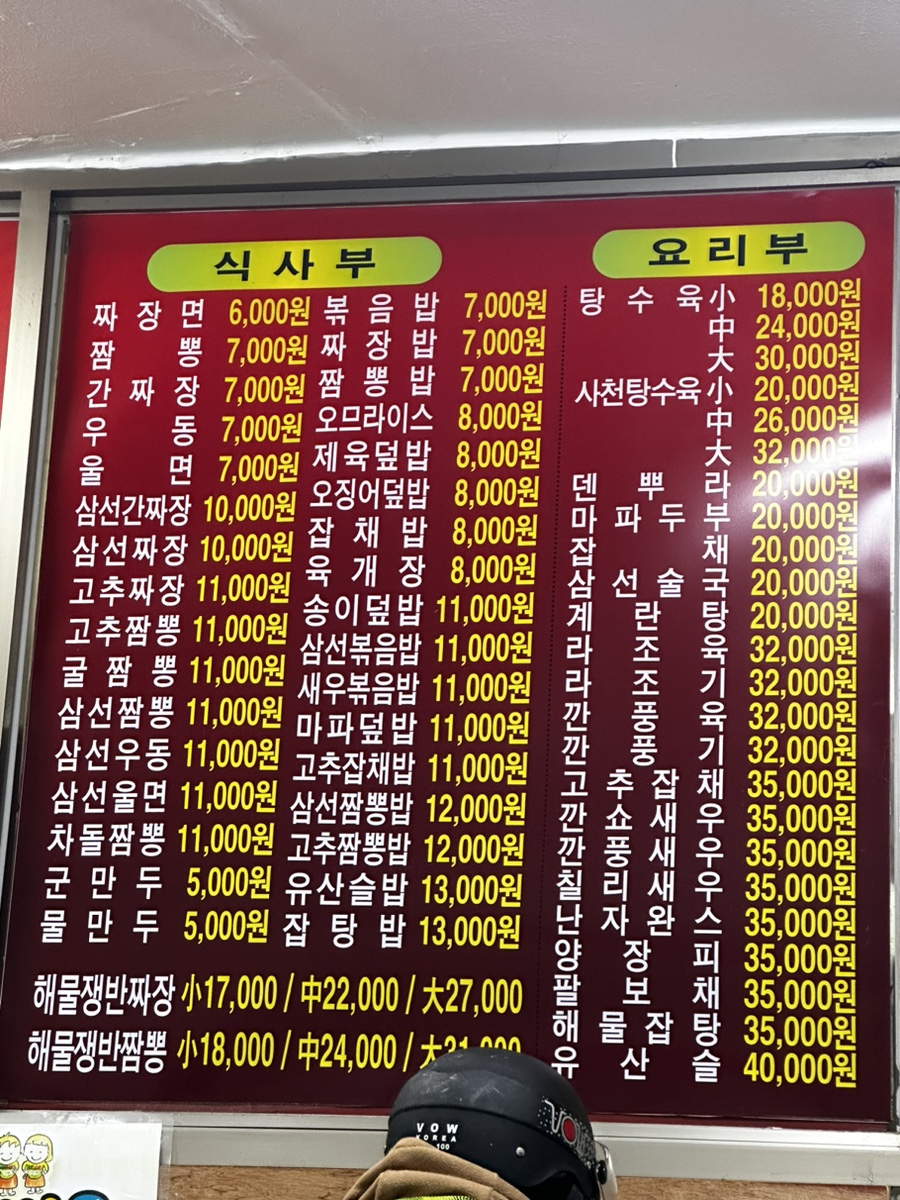 식사부
짜장면 6,000원
짬뽕 7,000원
간짜장 7,000원
우동 7,000원
울면 7,000원
삼선간짜장 10,000원
삼선짜장 10,000원
고추짜장 11,000원
고추짬뽕 11,000원
굴짬뽕 11,000원
삼선짬뽕 11,000원
삼선우동 11,000원
삼선울면 11,000원
차돌짬뽕 11,000원
군만두 5,000원
물만두 5,000원
볶음밥 7,000원
짜장밥 7,000원
짬뽕밥 7,000원
오므라이스 8,000원
제육덮밥 8,000원
오징어덮밥 8,000원
잡채밥 8,000원
육개장 8,000원
송이덮밥 11,000원
삼선볶음밥 11,000원
새우볶음밥 11,000원
마파덮밥 11,000원
고추잡채밥 11,000원
삼선짬뽕밥 12,000원
고추짬뽕밥 12,000원
유산슬밥 13,000원
잡탕밥 13,000원
해물쟁반짜장 小17,000 / 中22,000 / 大27,000
해물쟁반짬뽕 小18,000 / 中24,000 /
요리부
탕수육 小 18,000원
中 24,000원
大 30,000원
사천탕수육 小 20,000원
中 26,000원
大 32,000원
덴뿌라 20,000원
마파두부 20,000원
잡채 20,000원
삼선술국 20,000원
계란탕 20,000원
라조육 32,000원
라조기 32,000원
깐풍육 32,000원
깐풍기 32,000원
고추잡채 35,000원
깐쇼새우 35,000원
깐풍새우 35,000원
칠리새우 35,000원
난자완스 35,000원
양장피 35,000원
팔보채 35,000원
해물잡탕 35,000원
유산슬 40,000원
VOW
KOREA
100